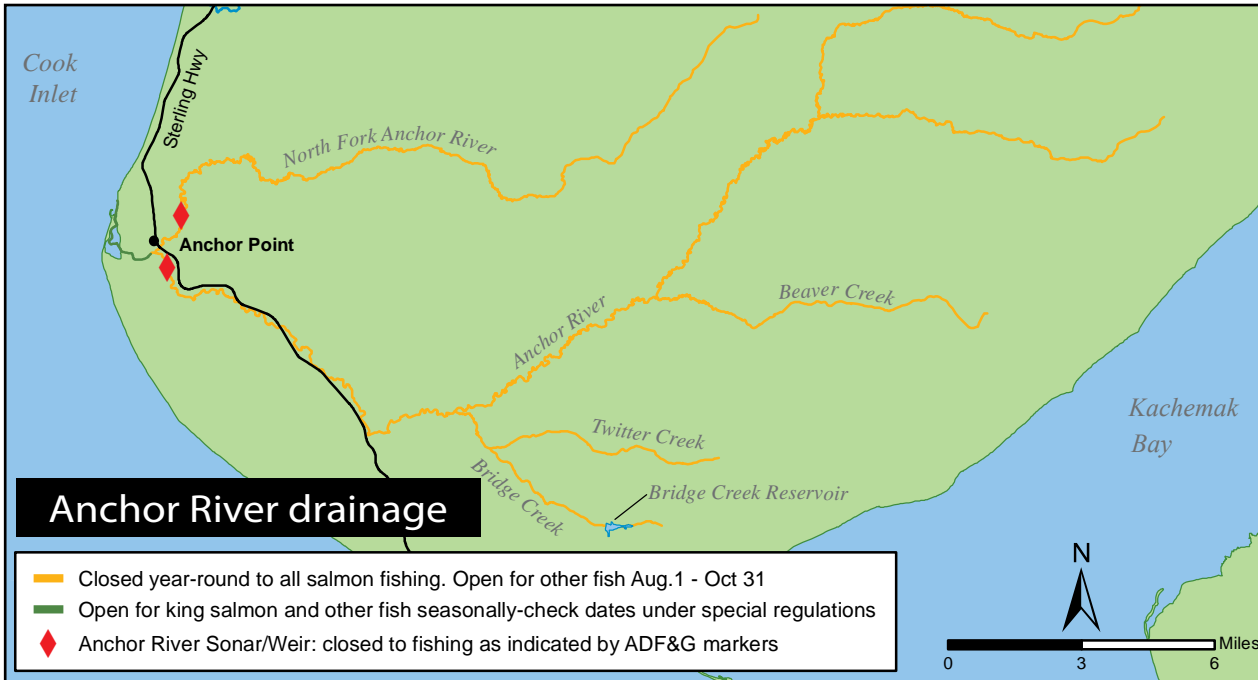 Cook
Inlet
Sterling Hwy
North Fork Anchor River
Anchor Point
Anchor River
Beaver Creek
Kachemak
Bay
Twitter Creek
Bridge Creek
Bridge Creek Reservoir
Anchor River drainage
Closed year-round to all salmon fishing. Open for other fish Aug.1 - Oct 31
Open for king salmon and other fish seasonally-check dates under special regulations
Anchor River Sonar/Weir: closed to fishing as indicated by ADF&G markers
N
Miles
0 3 6